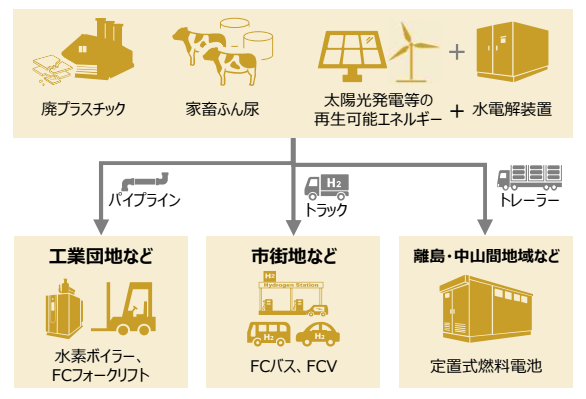 廃プラスチック
家畜ふん尿
太陽光発電等の
再生可能エネルギー
+
+
水電解装置
パイプライン
H2
トラック
トレーラー
工業団地など
水素ボイラー、
FCフォークリフト
市街地など
H2
Hydrogen Station
H2
H2
FCバス、FCV
離島・中山間地域など
定置式燃料電池